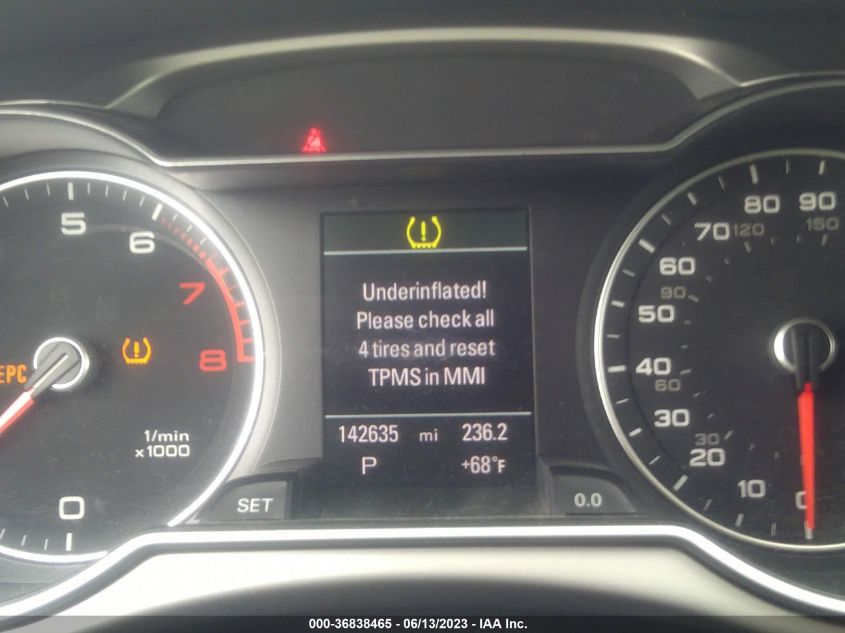 5
6
7
8
EPC
1/min
x1000
0
Underinflated!
Please check all
4 tires and reset
TPMS in MMI
142635 mi 236.2
P +68°F
SET
0.0
90
150
80
120
70
60
90
50
40
60
30
30
20
10
0
000-36838465 - 06/13/2023 - IAA Inc.